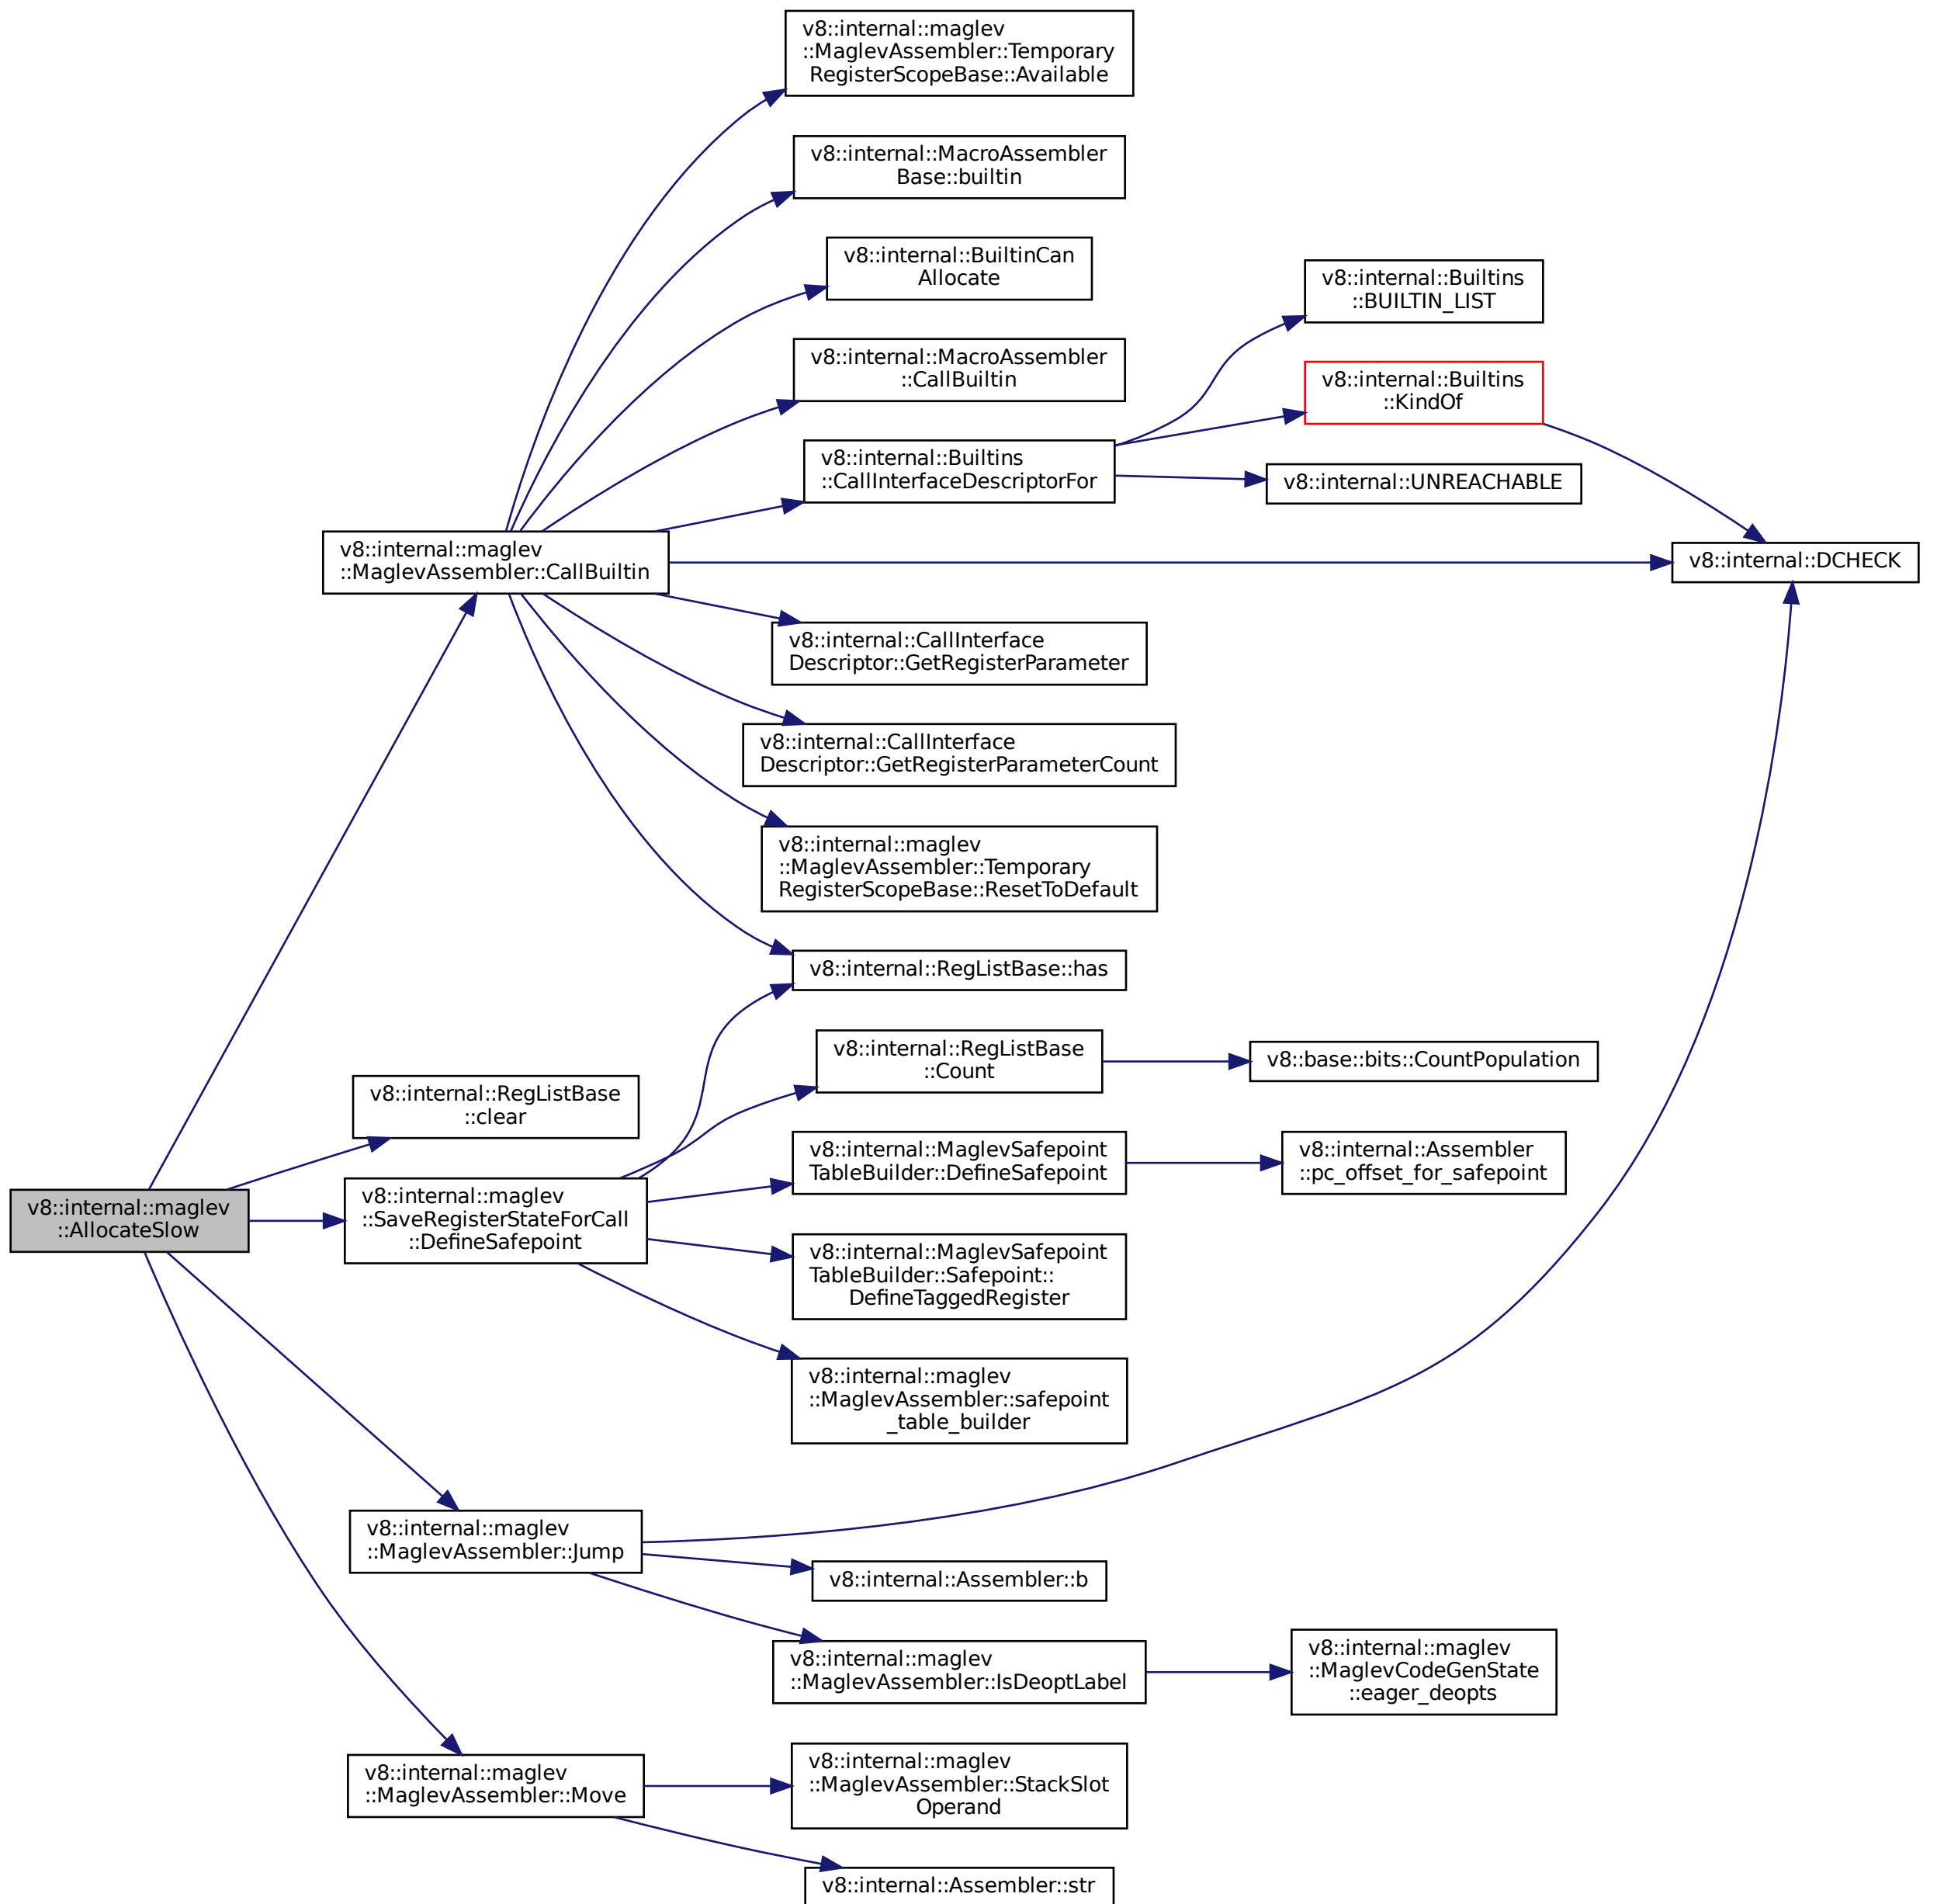 v8::internal::maglev
::MaglevAssembler::Temporary
RegisterScopeBase::Available
v8::internal::MacroAssembler
Base::builtin
v8::internal::BuiltinCan
Allocate
v8::internal::MacroAssembler
::CallBuiltin
v8::internal::Builtins
::CallInterfaceDescriptorFor
v8::internal::Builtins
::BUILTIN_LIST
v8::internal::Builtins
::KindOf
v8::internal::UNREACHABLE
v8::internal::maglev
::MaglevAssembler::CallBuiltin
v8::internal::DCHECK
v8::internal::CallInterface
Descriptor::GetRegisterParameter
v8::internal::CallInterface
Descriptor::GetRegisterParameterCount
v8::internal::maglev
::MaglevAssembler::Temporary
RegisterScopeBase::ResetToDefault
v8::internal::RegListBase::has
v8::internal::RegListBase
::Count
v8::base::bits::CountPopulation
v8::internal::RegListBase
::clear
v8::internal::MaglevSafepoint
TableBuilder::DefineSafepoint
v8::internal::Assembler
::pc_offset_for_safepoint
v8::internal::maglev
::AllocateSlow
v8::internal::maglev
::SaveRegisterStateForCall
::DefineSafepoint
v8::internal::MaglevSafepoint
TableBuilder::Safepoint::
DefineTaggedRegister
v8::internal::maglev
::MaglevAssembler::safepoint
_table_builder
v8::internal::maglev
::MaglevAssembler::Jump
v8::internal::Assembler::b
v8::internal::maglev
::MaglevAssembler::IsDeoptLabel
v8::internal::maglev
::MaglevCodeGenState
::eager_deopts
v8::internal::maglev
::MaglevAssembler::Move
v8::internal::maglev
::MaglevAssembler::StackSlot
Operand
v8::internal::Assembler::str